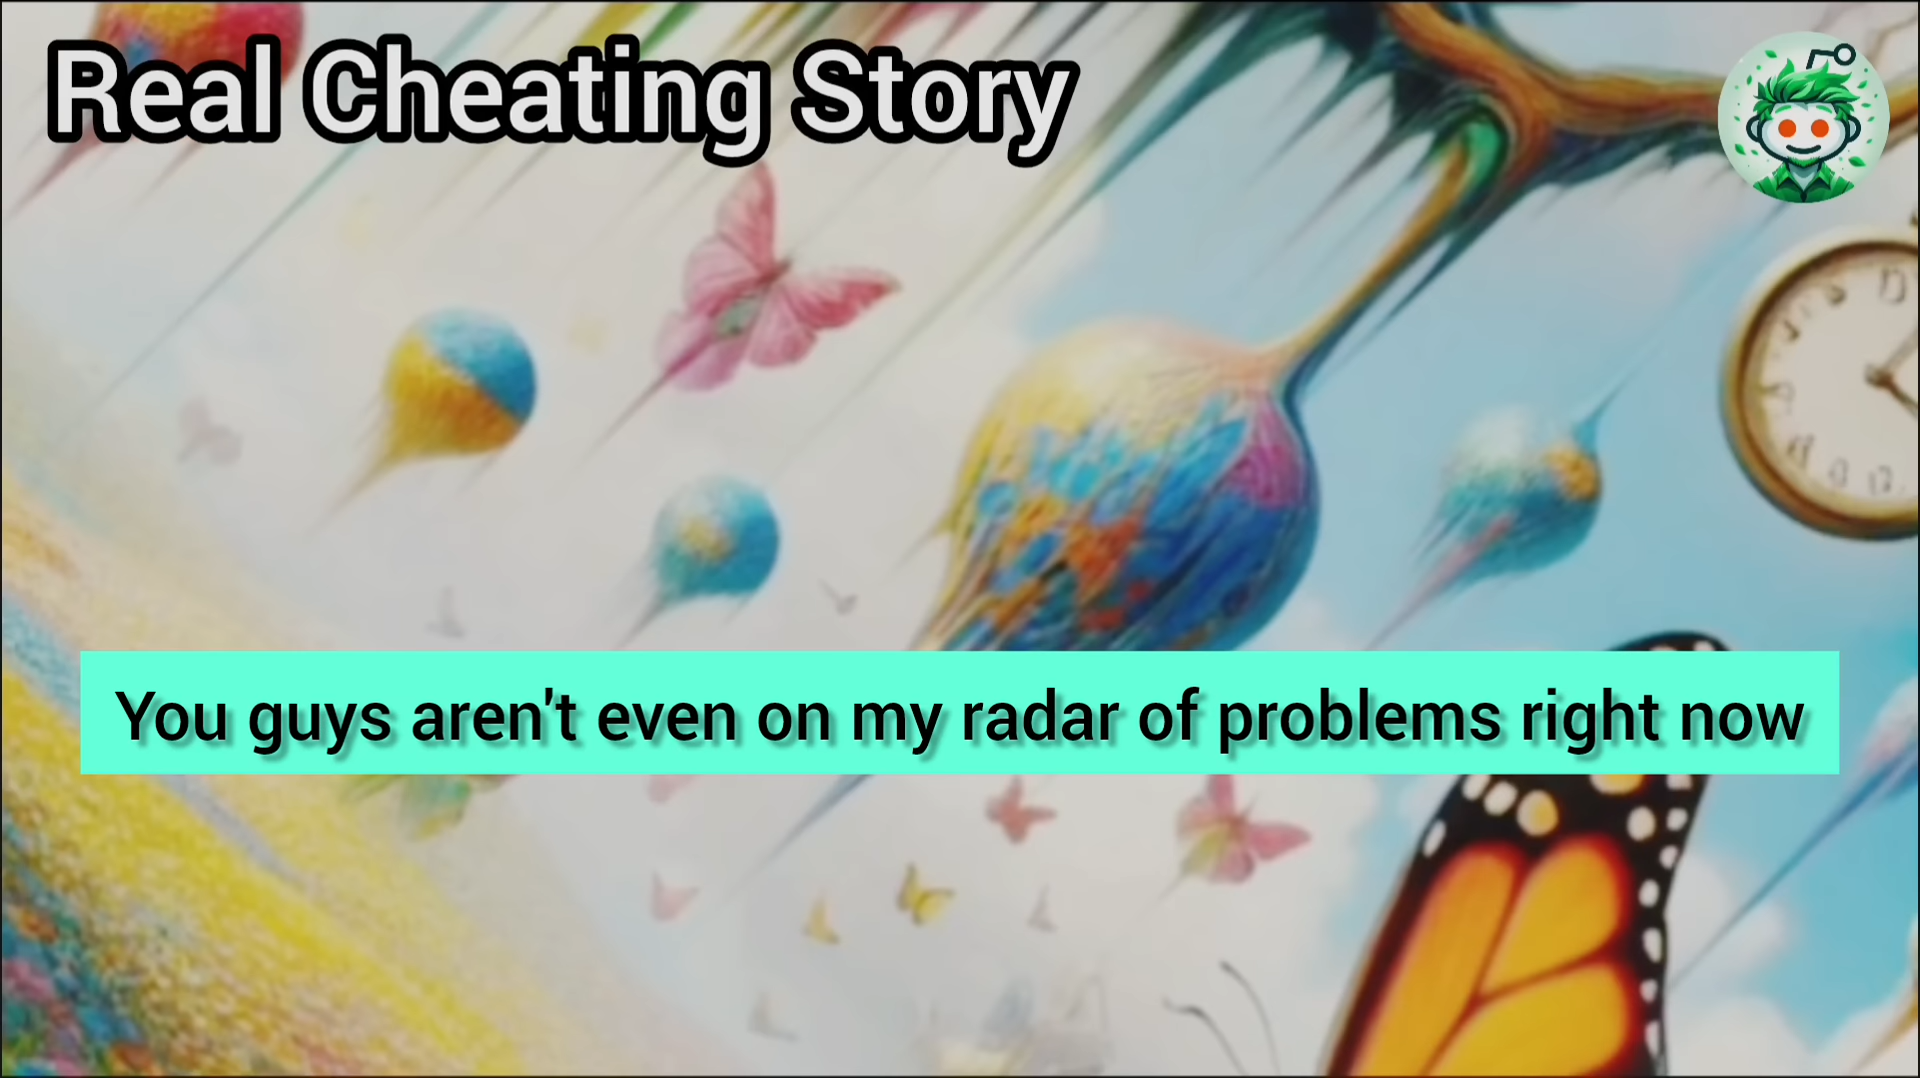 Real Cheating Story
You guys aren't even on my radar of problems right now